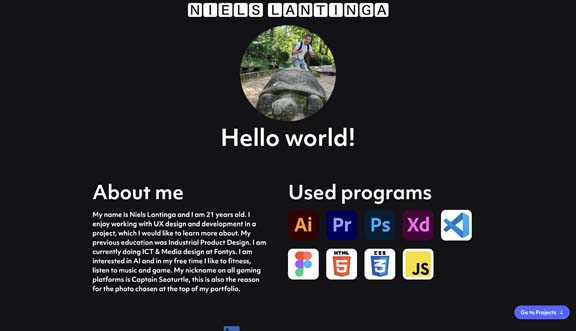 NIELS LANTINGA
Hello world!
About me
My name is Niels Lantinga and I am 21 years old. I
enjoy working with UX design and development in a
project, which I would like to learn more about. My
previous education was Industrial Product Design. I am
currently doing ICT & Media design at Fontys. I am
interested in AI and in my free time I like to fitness,
listen to music and game. My nickname on all gaming
platforms is Captain Seaturtle, this is also the reason
for the photo chosen at the top of my portfolio.
Used programs
Ai Pr Ps Xd
HTML 5 CSS 3 JS
Go to Projects ↓